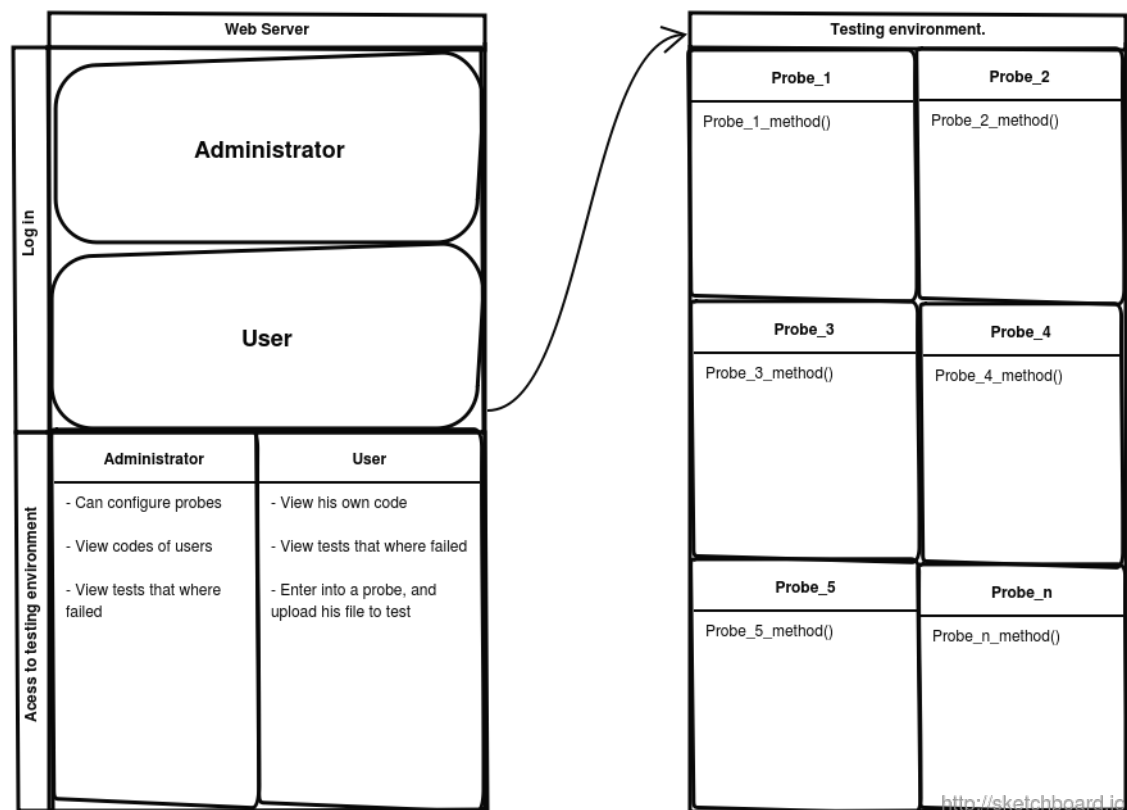 Web Server
Log in
Administrator
User
Acess to testing environment
Administrator
- Can configure probes
- View codes of users
- View tests that where
failed
User
- View his own code
- View tests that where failed
- Enter into a probe, and
upload his file to test
Testing environment.
Probe_1
Probe_1_method()
Probe_2
Probe_2_method()
Probe_3
Probe_3_method()
Probe_4
Probe_4_method()
Probe_5
Probe_5_method()
Probe_n
Probe_n_method()
http://sketchboard.io